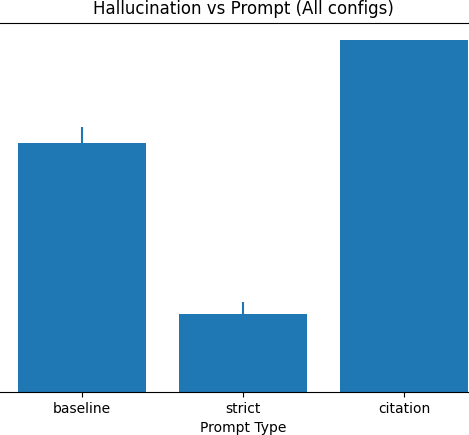 Hallucination vs Prompt (All configs)
baseline strict citation
Prompt Type